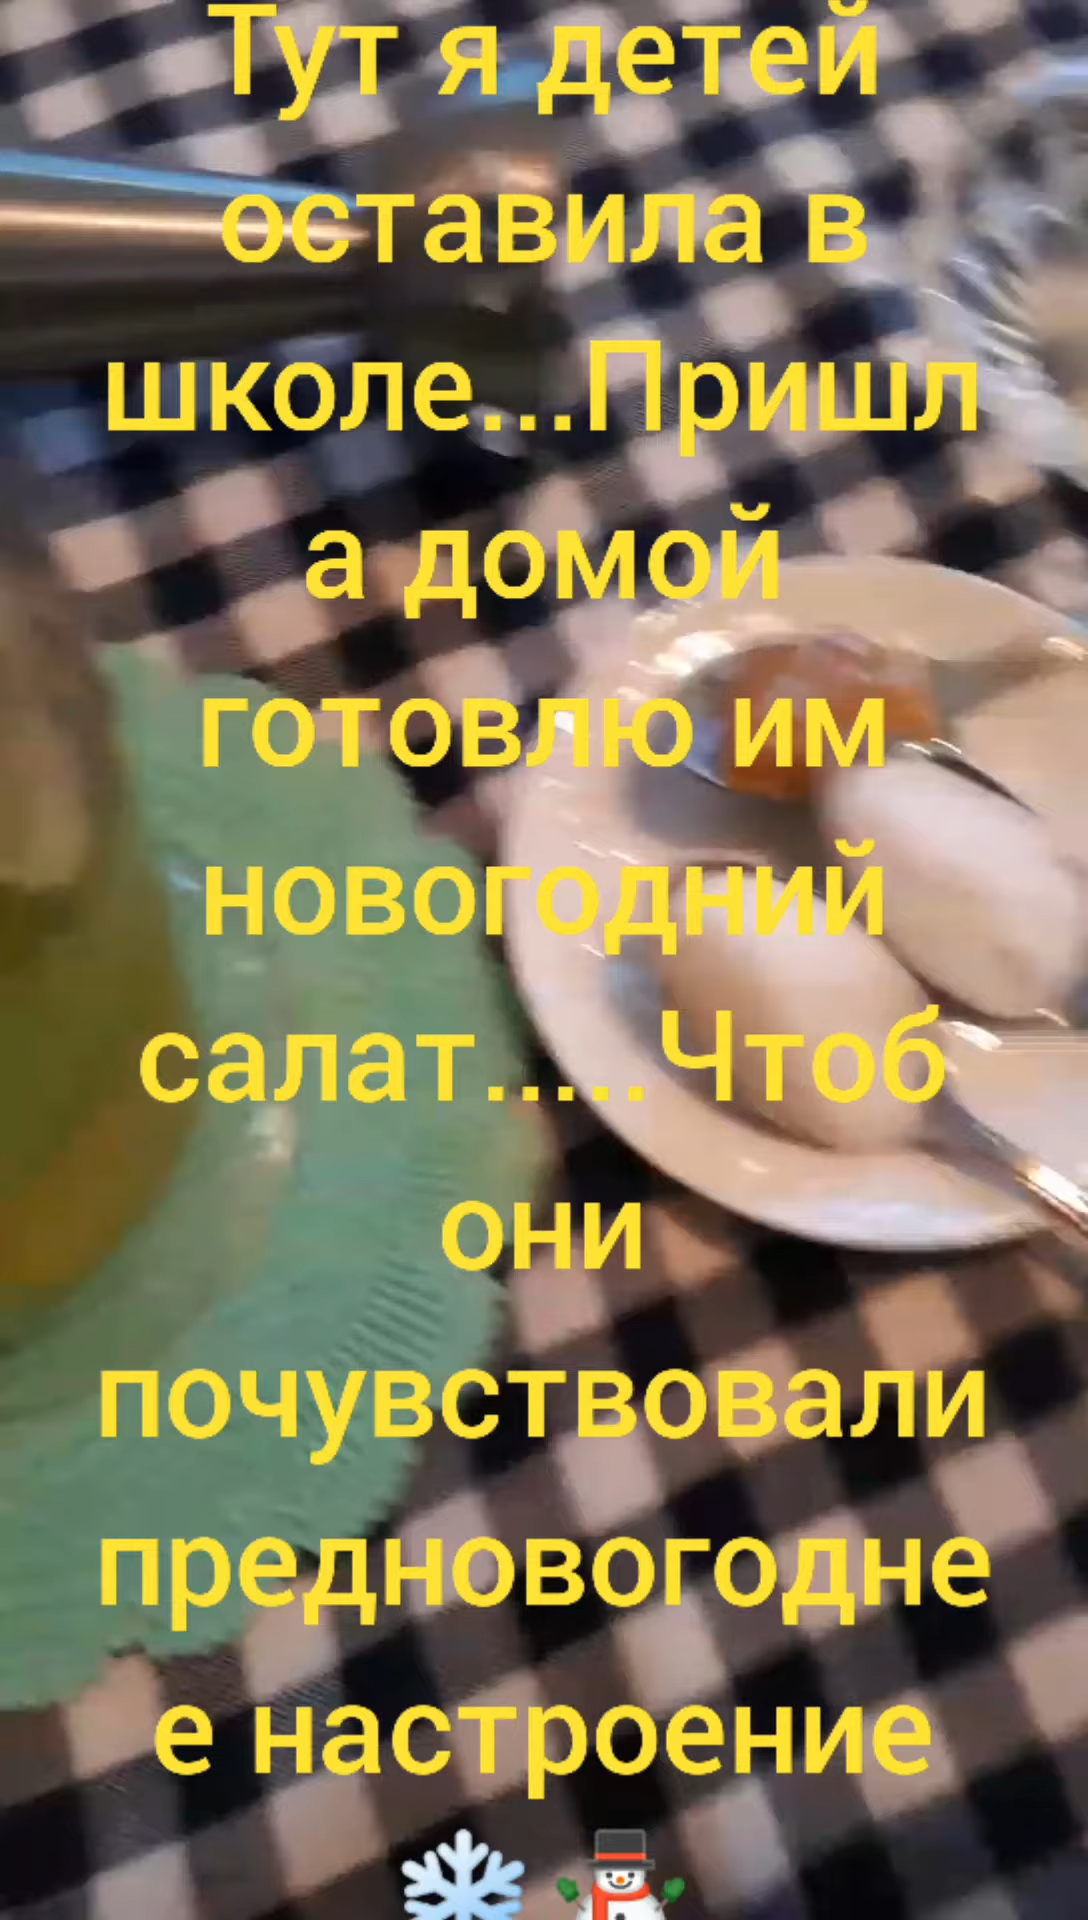 Тут я детей
оставила в
школе...Пришл
а домой
готовлю им
новогодний
салат.....Чтоб
они
почувствовали
предновогодне
е настроение
❄️ ⛄